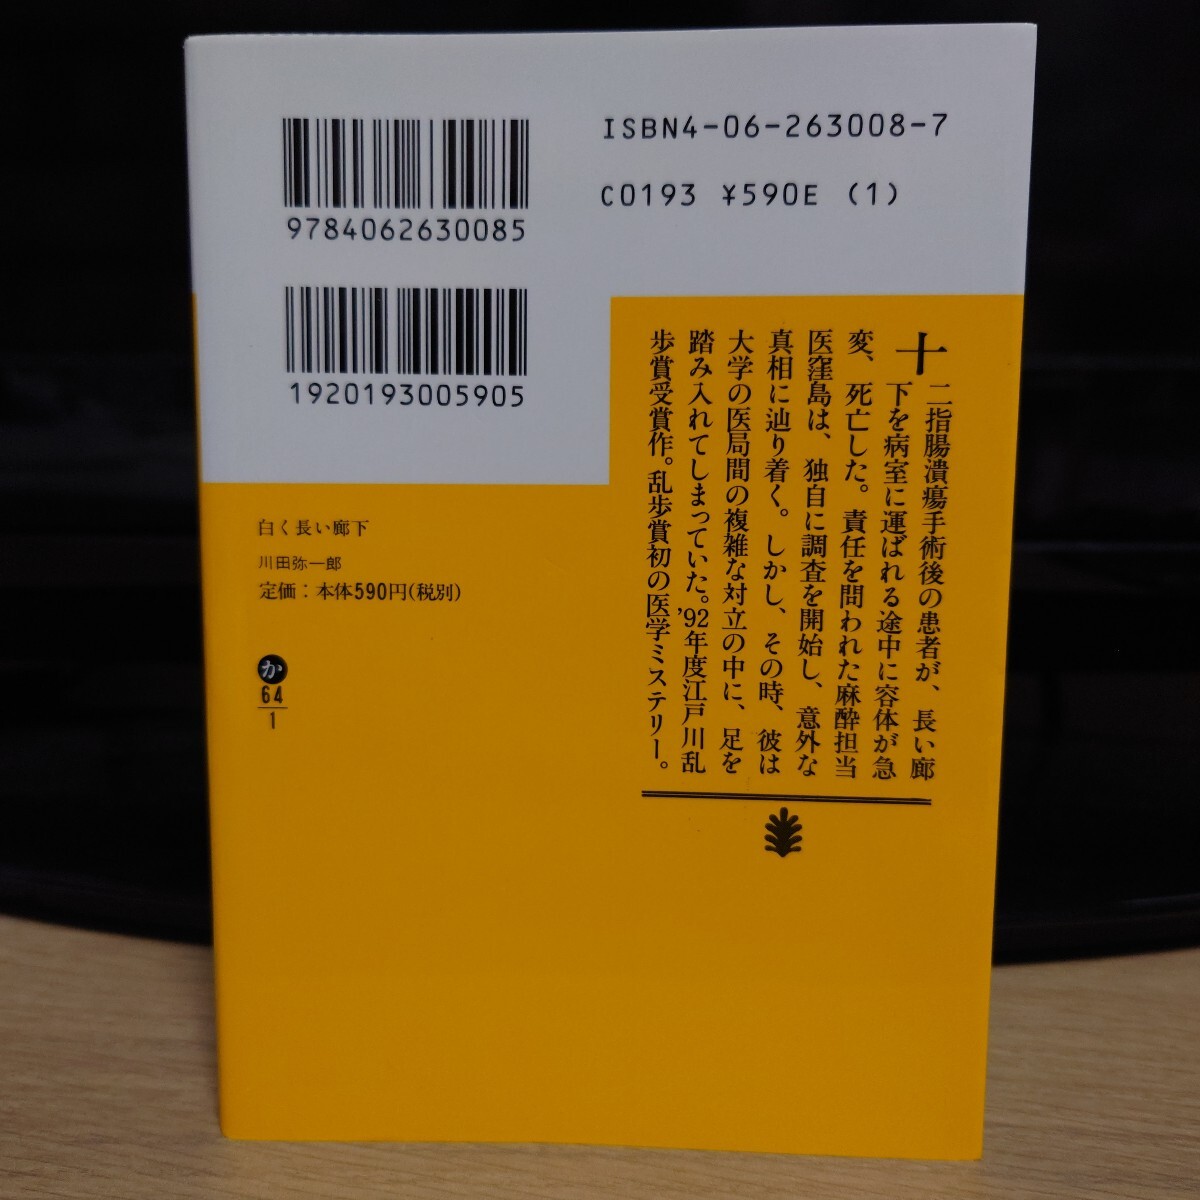 ISBN4-06-263008-7
C0193 ¥590E (1)
9784062630085
1920193005905
十二指腸潰瘍手術後の患者が、長い廊
下を病室に運ばれる途中に容体が急
変、死亡した。責任を問われた麻酔担当
医窪島は、独自に調査を開始し、意外な
真相に辿り着く。しかし、その時、彼は
大学の医局間の複雑な対立の中に、足を
踏み入れてしまっていた。'92年度江戸川乱
歩賞受賞作。乱歩賞初の医学ミステリー。
白く長い廊下
川田弥一郎
定価：本体590円(税別)
か
64
1